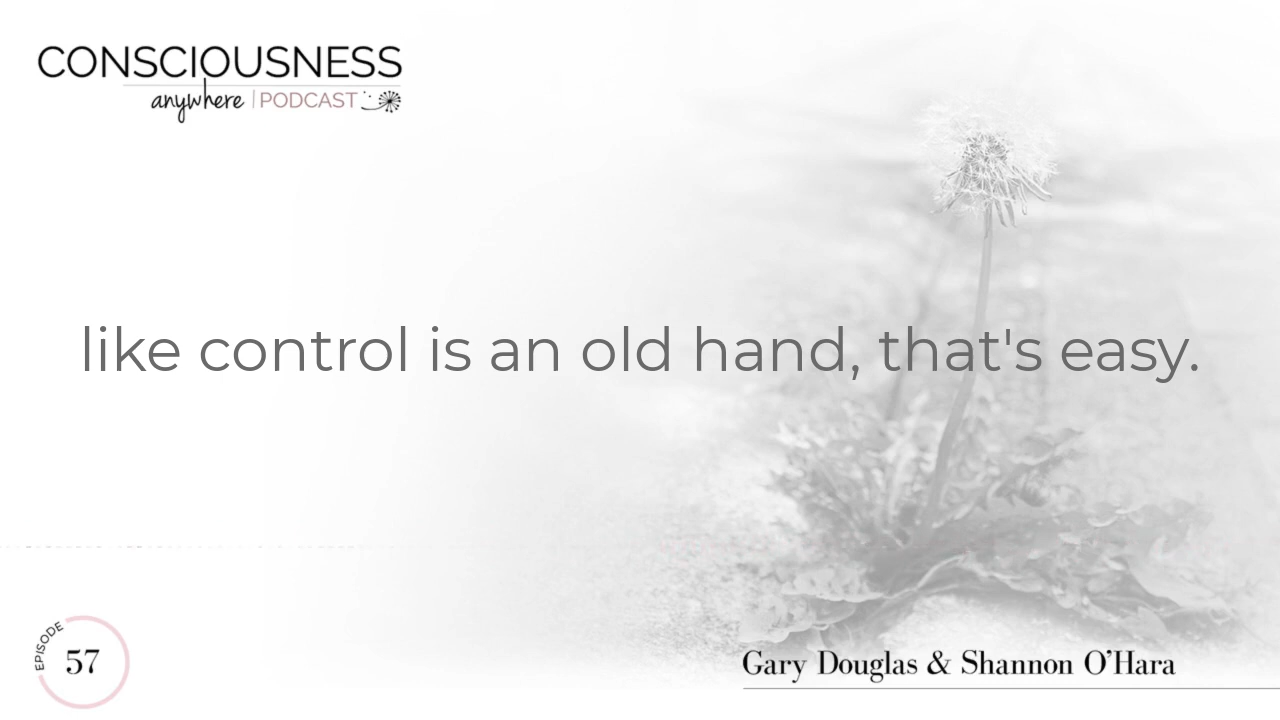 CONSCIOUSNESS
anywhere | PODCAST
like control is an old hand, that's easy.
EPISODE
57
Gary Douglas & Shannon O'Hara